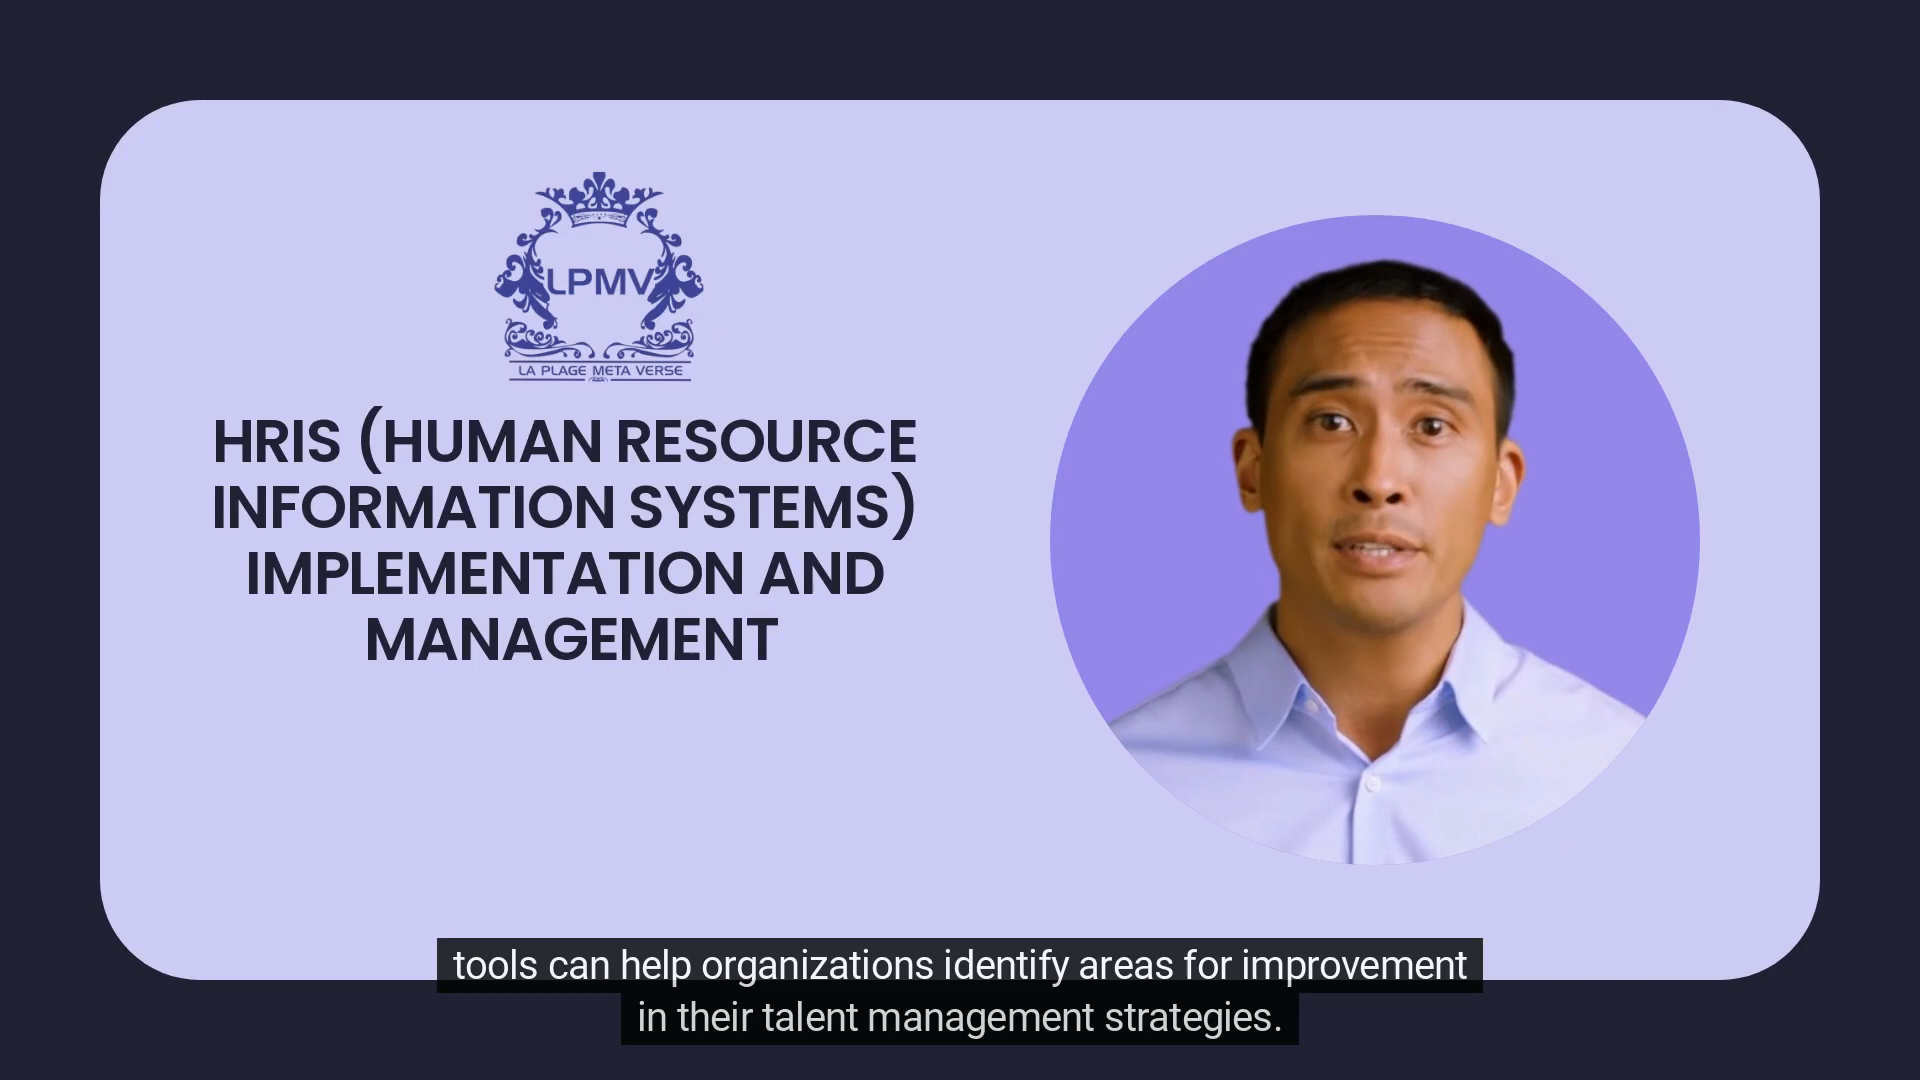 LPMV
LA PLAGE META VERSE
HRIS (HUMAN RESOURCE
INFORMATION SYSTEMS)
IMPLEMENTATION AND
MANAGEMENT
tools can help organizations identify areas for improvement
in their talent management strategies.